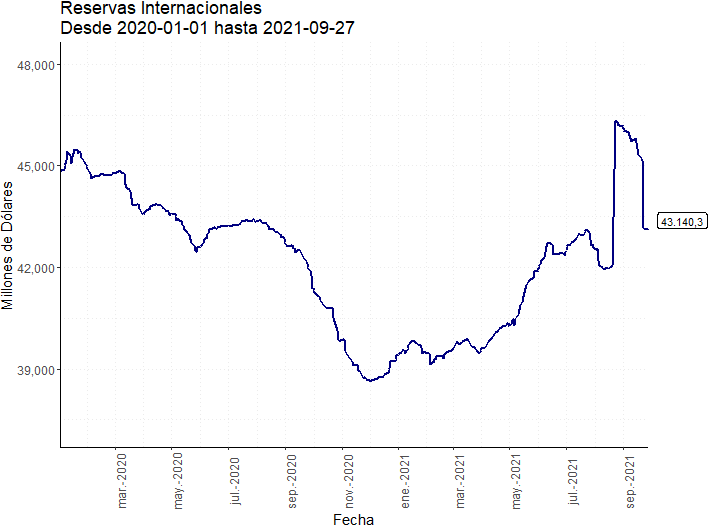 Reservas Internacionales
Desde 2020-01-01 hasta 2021-09-27
Millones de Dólares
48,000
45,000
42,000
39,000
43.140,3
mar.-2020
may.-2020
jul.-2020
sep.-2020
nov.-2020
ene.-2021
mar.-2021
may.-2021
jul.-2021
sep.-2021
Fecha